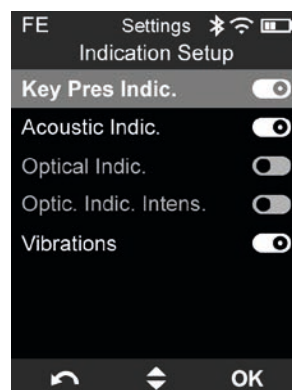 FE Settings
Indication Setup
Key Pres Indic.
Acoustic Indic.
Optical Indic.
Optic. Indic. Intens.
Vibrations
OK